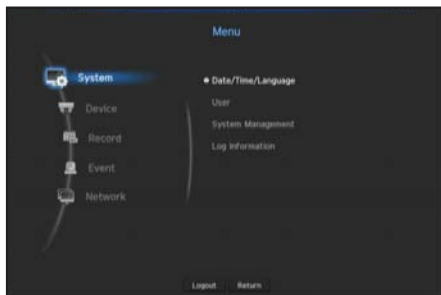 Menu
System
Device
Record
Event
Network
Date/Time/Language
User
System Management
Log Information
Logout Return